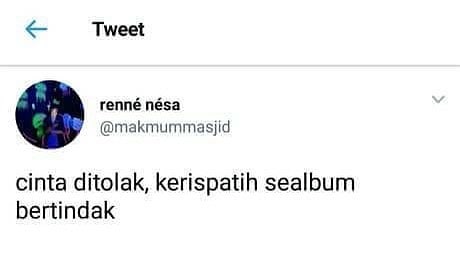 Tweet
renné nésa
@makmummasjid
cinta ditolak, kerispatih sealbum
bertindak